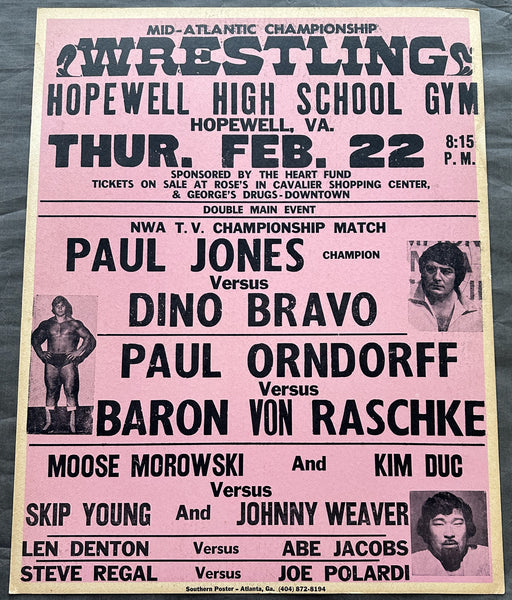 MID-ATLANTIC CHAMPIONSHIP
WRESTLING
HOPEWELL HIGH SCHOOL GYM
HOPEWELL, VA.
THUR. FEB. 22 8:15 P.M.
SPONSORED BY THE HEART FUND
TICKETS ON SALE AT ROSE'S IN CAVALIER SHOPPING CENTER,
& GEORGE'S DRUGS-DOWNTOWN
DOUBLE MAIN EVENT
NWA T.V. CHAMPIONSHIP MATCH
PAUL JONES CHAMPION
Versus
DINO BRAVO
PAUL ORNDORFF
Versus
BARON VON RASCHKE
MOOSE MOROWSKI And KIM DUC
Versus
SKIP YOUNG And JOHNNY WEAVER
LEN DENTON Versus ABE JACOBS
STEVE REGAL Versus JOE POLARDI
Southern Poster - Atlanta, Ga. (404) 872-8194